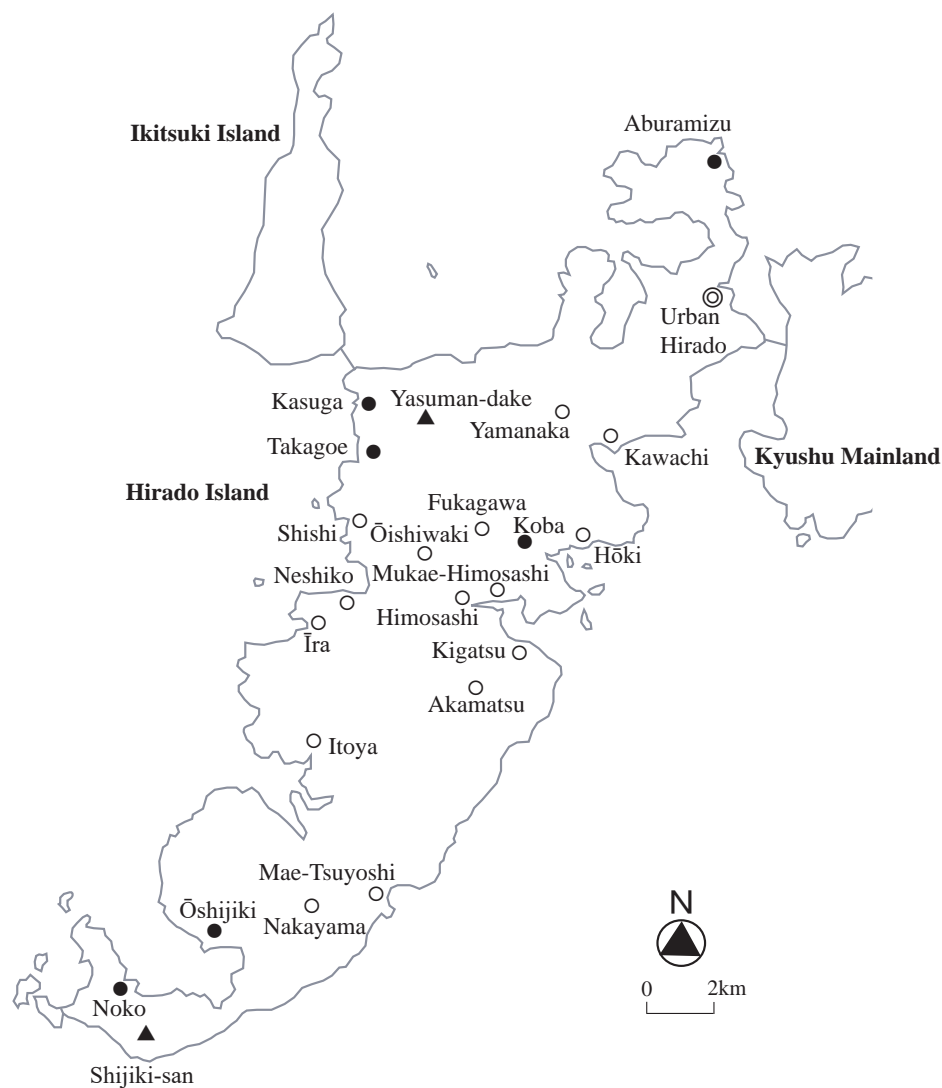 Aburamizu
Ikitsuki Island
Urban
Hirado
Kasuga
Yasuman-dake
Yamanaka
Takagoe
Kawachi
Kyushu Mainland
Hirado Island
Fukagawa
Shishi
Ōishiwaki
Koba
Hōki
Neshiko
Mukae-Himosashi
Himosashi
Īra
Kigatsu
Akamatsu
Itoya
Mae-Tsuyoshi
Ōshijiki
Nakayama
N
0 2km
Noko
Shijiki-san